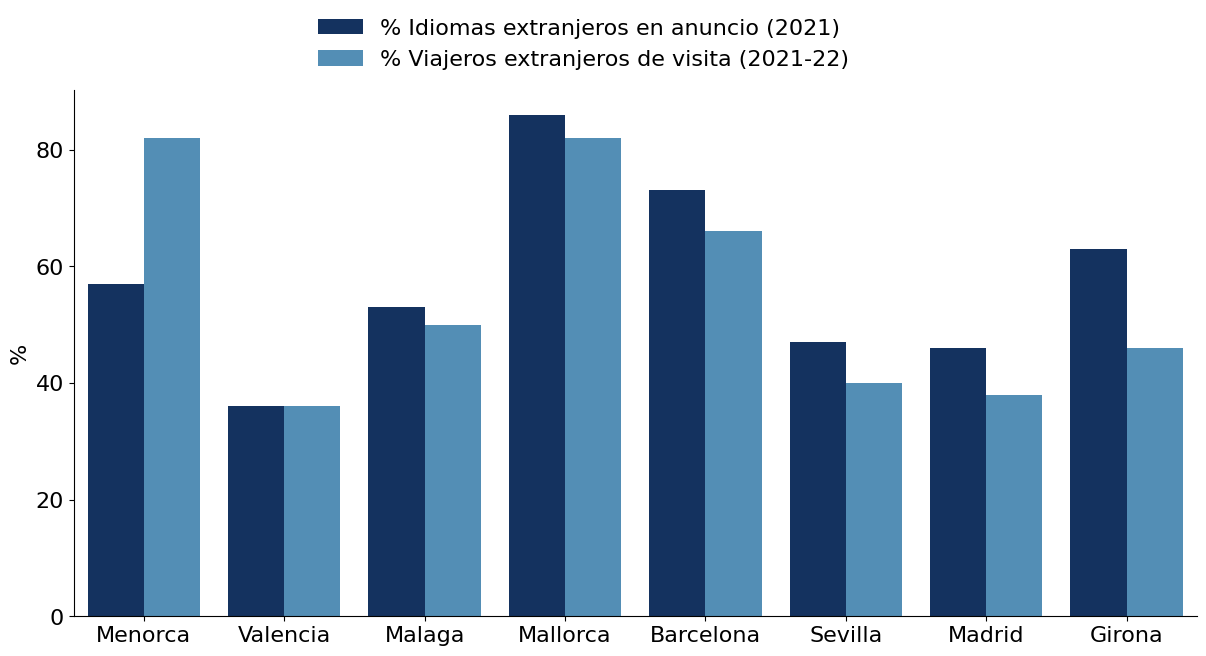 % Idiomas extranjeros en anuncio (2021)
% Viajeros extranjeros de visita (2021-22)
80
60
40
20
0
%
Menorca Valencia Malaga Mallorca Barcelona Sevilla Madrid Girona